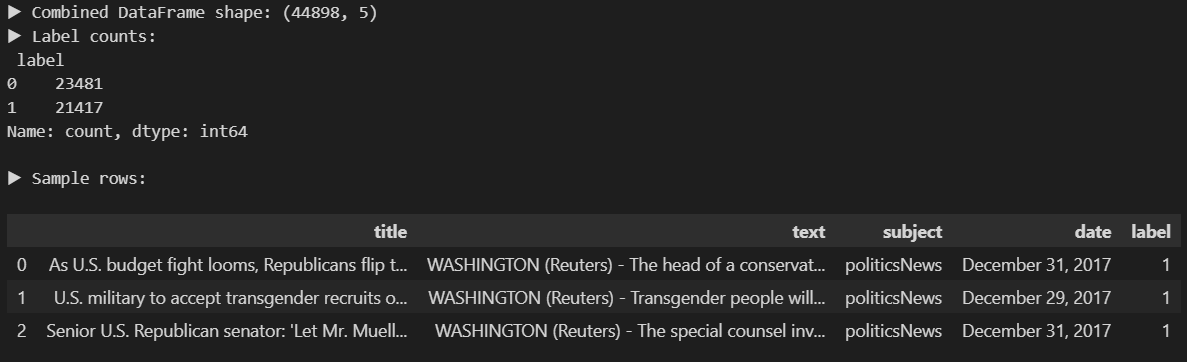 ▶ Combined DataFrame shape: (44898, 5)
▶ Label counts:
label
0    23481
1    21417
Name: count, dtype: int64
▶ Sample rows:
title text subject date label
0 As U.S. budget fight looms, Republicans flip t... WASHINGTON (Reuters) - The head of a conservat... politicsNews December 31, 2017 1
1 U.S. military to accept transgender recruits o... WASHINGTON (Reuters) - Transgender people will... politicsNews December 29, 2017 1
2 Senior U.S. Republican senator: 'Let Mr. Muell... WASHINGTON (Reuters) - The special counsel inv... politicsNews December 31, 2017 1